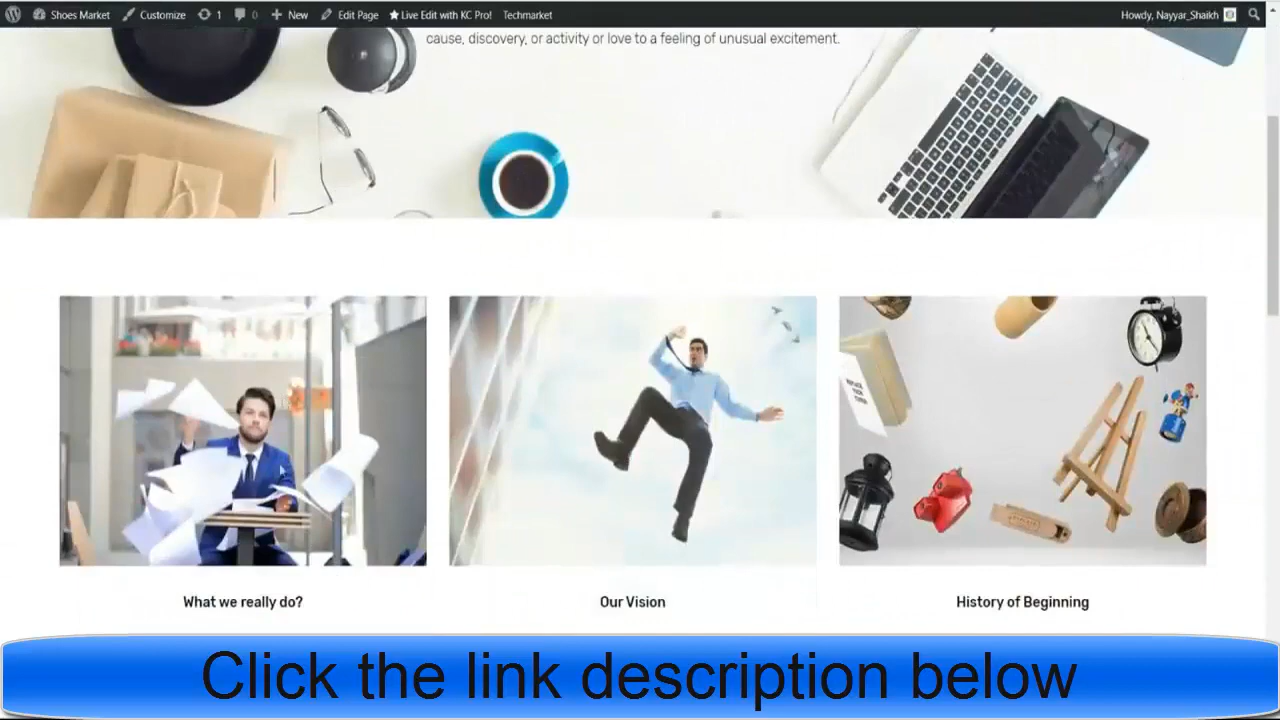 Shoes Market Customize 1 0 New Edit Page Live Edit with KC Pro! Techmarket Howdy, Nayyar_Shaikh
cause, discovery, or activity or love to a feeling of unusual excitement.
What we really do? Our Vision History of Beginning
Click the link description below